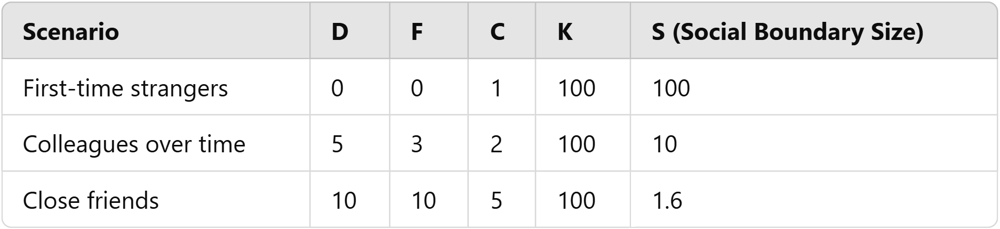 Scenario D F C K S (Social Boundary Size)
First-time strangers 0 0 1 100 100
Colleagues over time 5 3 2 100 10
Close friends 10 10 5 100 1.6